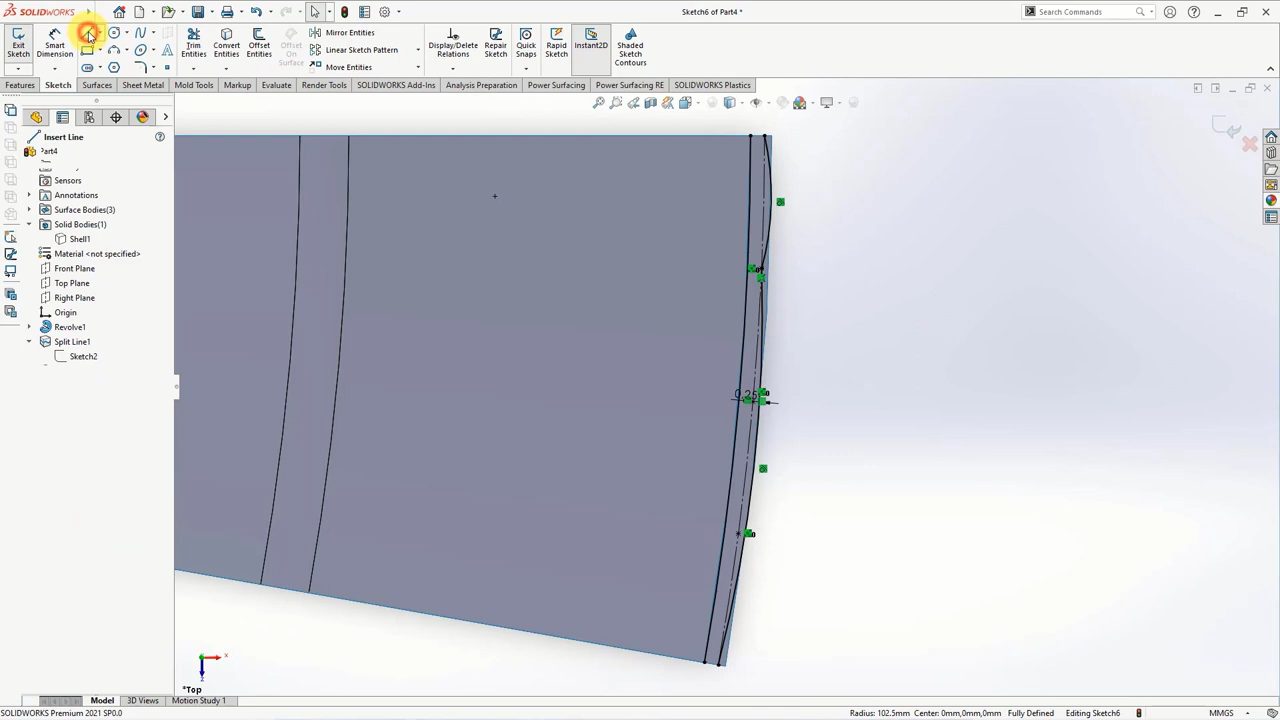 SOLIDWORKS
Sketch6 of Part4 *
Search Commands
Exit Sketch
Smart Dimension
Trim Entities
Convert Entities
Offset Entities
Offset On Surface
Mirror Entities
Linear Sketch Pattern
Move Entities
Display/Delete Relations
Repair Sketch
Quick Snaps
Rapid Sketch
Instant2D
Shaded Sketch Contours
Features
Sketch
Surfaces
Sheet Metal
Mold Tools
Markup
Evaluate
Render Tools
SOLIDWORKS Add-Ins
Analysis Preparation
Power Surfacing
Power Surfacing RE
SOLIDWORKS Plastics
Insert Line
Part4
Sensors
Annotations
Surface Bodies(3)
Solid Bodies(1)
Shell1
Material <not specified>
Front Plane
Top Plane
Right Plane
Origin
Revolve1
Split Line1
Sketch2
0.25
x
z
*Top
Model
3D Views
Motion Study 1
SOLIDWORKS Premium 2021 SP0.0
Radius: 102.5mm Center: 0mm,0mm,0mm
Fully Defined
Editing Sketch6
MMGS